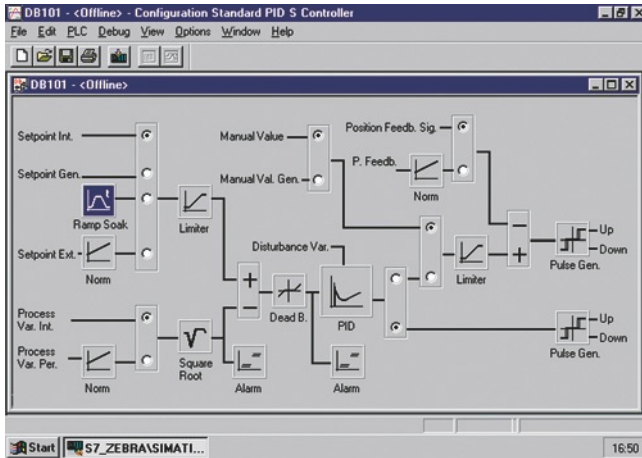 DB101 - <Offline> - Configuration Standard PID S Controller
File Edit PLC Debug View Options Window Help
DB101 - <Offline>
Setpoint Int.
Manual Value
Position Feedb. Sig.
Setpoint Gen.
Manual Val. Gen.
P. Feedb.
Norm
Ramp Soak
Limiter
Setpoint Ext.
Norm
Disturbance Var.
Limiter
Up
Down
Pulse Gen.
Process
Var. Int.
Dead B.
PID
Up
Down
Pulse Gen.
Process
Var. Per.
Norm
Square
Root
Alarm
Alarm
Start
S7_ZEBRA\SIMATI...
16:50